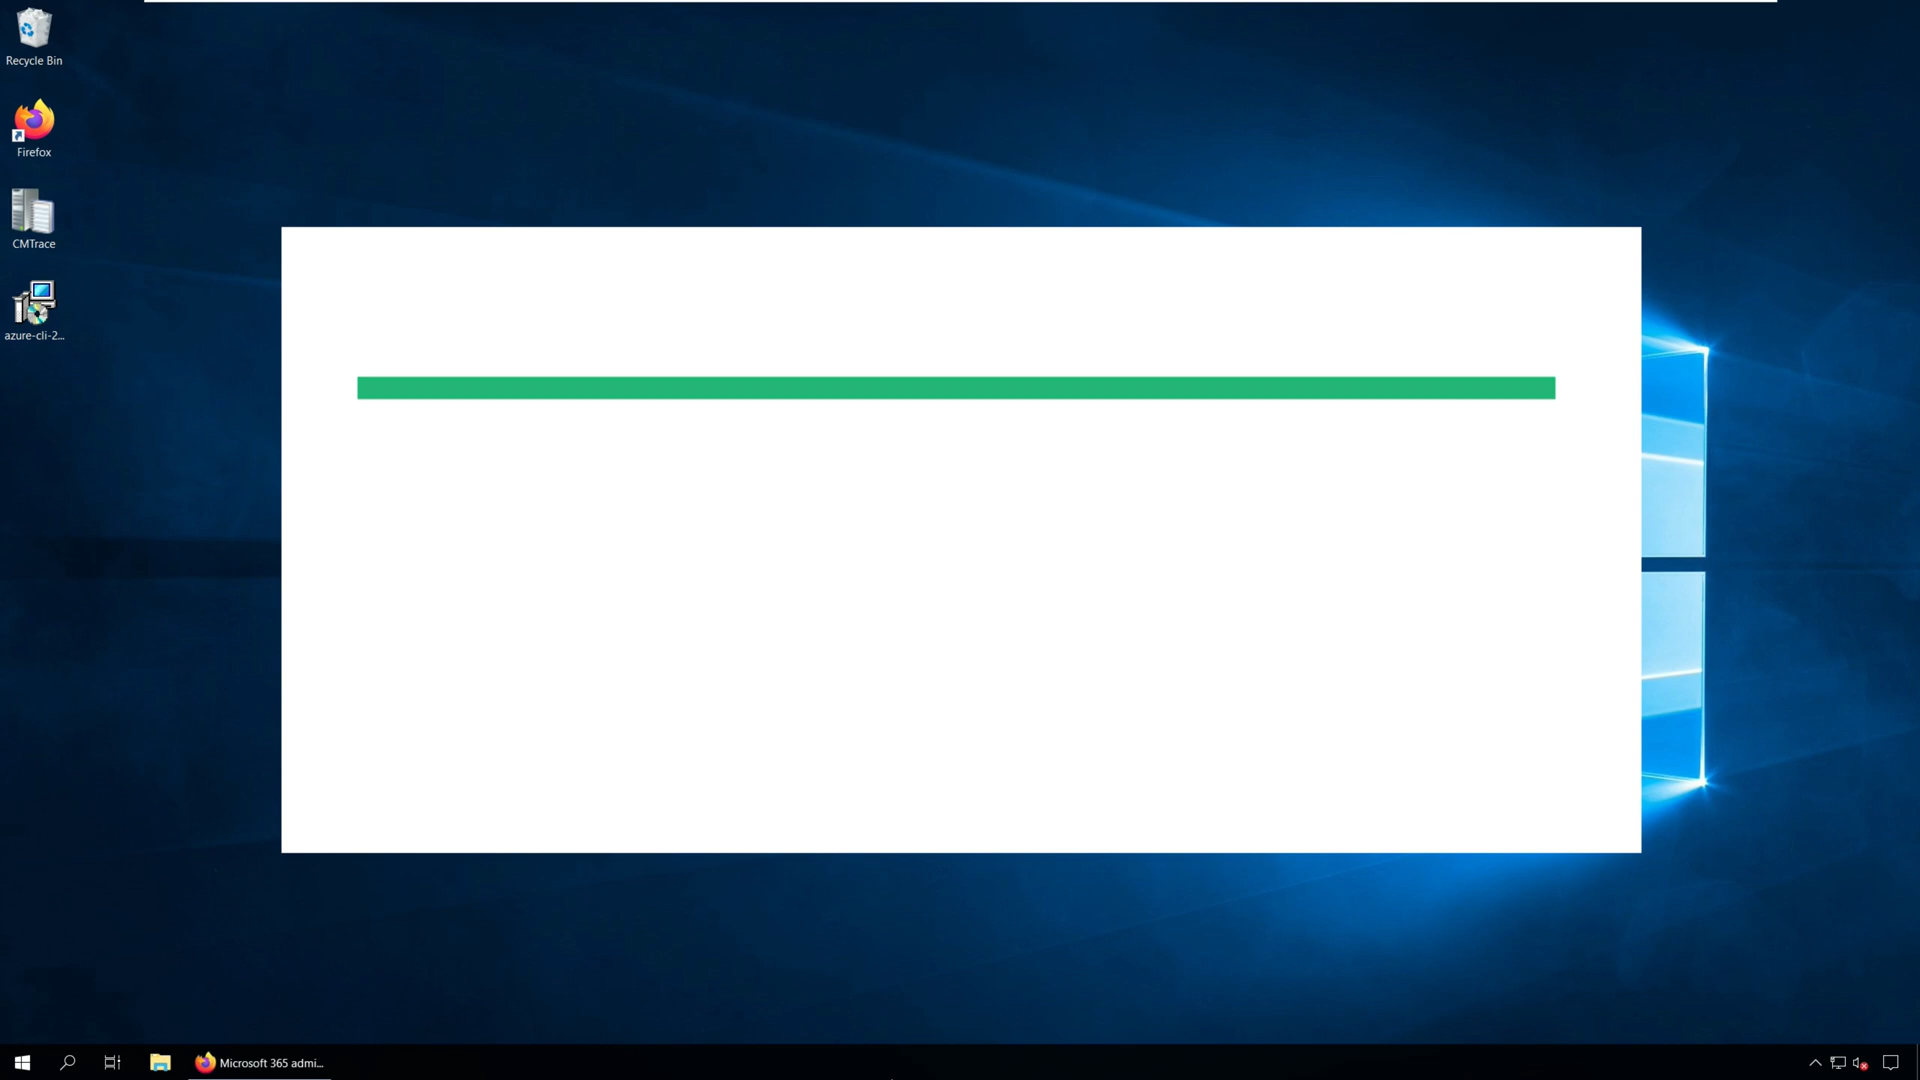 Recycle Bin
Firefox
CMTrace
azure-cli-2...
Microsoft 365 admi...